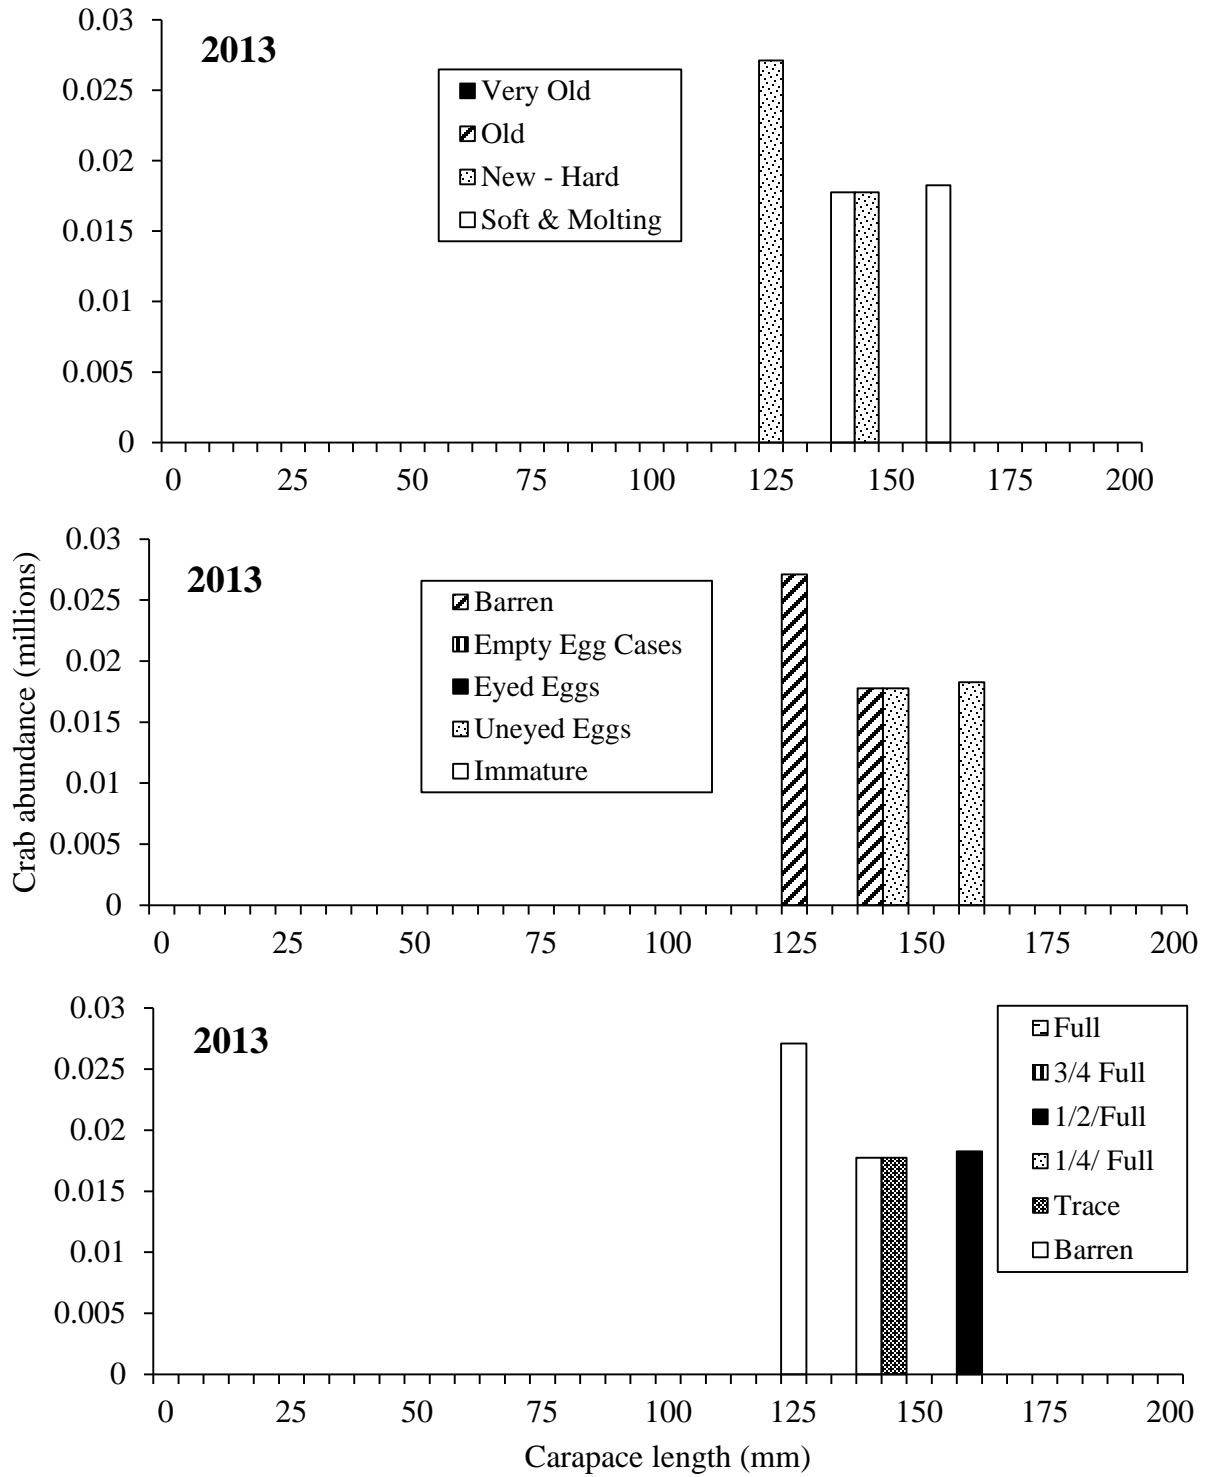 0.03
2013
0.025
Very Old
Old
0.02
New - Hard
Soft & Molting
0.015
0.01
0.005
0
0 25 50 75 100 125 150 175 200
Crab abundance (millions)
0.03
2013
0.025
Barren
0.02
Empty Egg Cases
Eyed Eggs
0.015
Uneyed Eggs
Immature
0.01
0.005
0
0 25 50 75 100 125 150 175 200
0.03
2013
Full
0.025
3/4 Full
0.02
1/2/Full
1/4/ Full
0.015
Trace
Barren
0.01
0.005
0
0 25 50 75 100 125 150 175 200
Carapace length (mm)